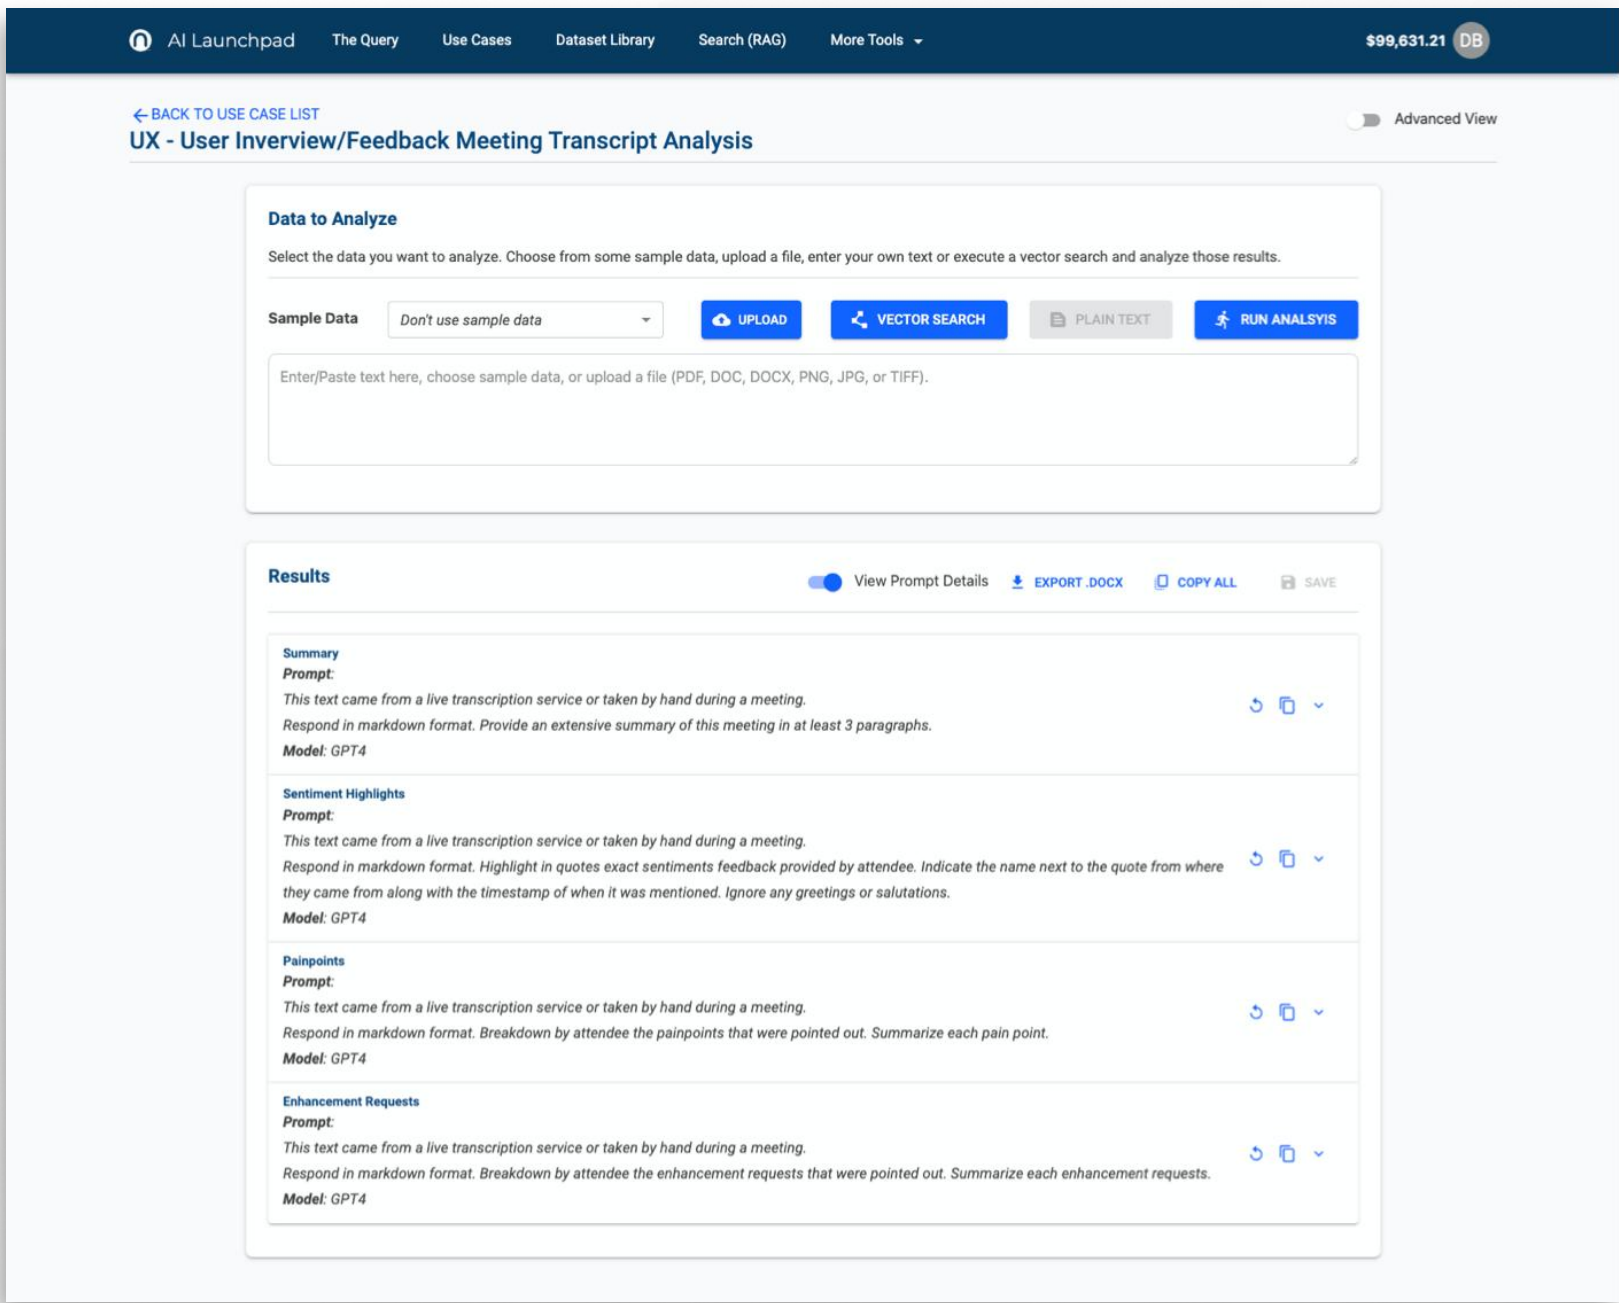 AI Launchpad The Query Use Cases Dataset Library Search (RAG) More Tools $99,631.21 DB
BACK TO USE CASE LIST
Advanced View
UX - User Inverview/Feedback Meeting Transcript Analysis
Data to Analyze
Select the data you want to analyze. Choose from some sample data, upload a file, enter your own text or execute a vector search and analyze those results.
Sample Data Don't use sample data UPLOAD VECTOR SEARCH PLAIN TEXT RUN ANALSYIS
Enter/Paste text here, choose sample data, or upload a file (PDF, DOC, DOCX, PNG, JPG, or TIFF).
Results View Prompt Details EXPORT .DOCX COPY ALL SAVE
Summary
Prompt:
This text came from a live transcription service or taken by hand during a meeting.
Respond in markdown format. Provide an extensive summary of this meeting in at least 3 paragraphs.
Model: GPT4
Sentiment Highlights
Prompt:
This text came from a live transcription service or taken by hand during a meeting.
Respond in markdown format. Highlight in quotes exact sentiments feedback provided by attendee. Indicate the name next to the quote from where
they came from along with the timestamp of when it was mentioned. Ignore any greetings or salutations.
Model: GPT4
Painpoints
Prompt:
This text came from a live transcription service or taken by hand during a meeting.
Respond in markdown format. Breakdown by attendee the painpoints that were pointed out. Summarize each pain point.
Model: GPT4
Enhancement Requests
Prompt:
This text came from a live transcription service or taken by hand during a meeting.
Respond in markdown format. Breakdown by attendee the enhancement requests that were pointed out. Summarize each enhancement requests.
Model: GPT4